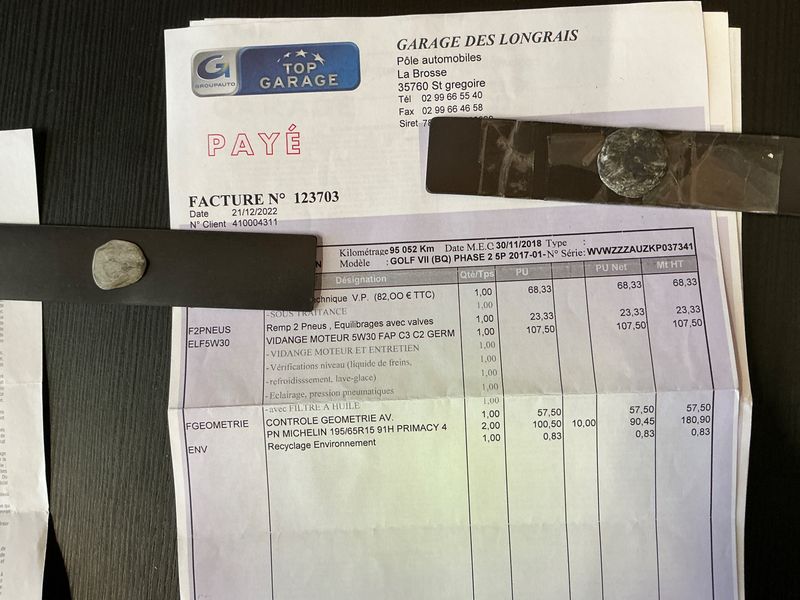 G
GROUPAUTO
TOP
GARAGE
GARAGE DES LONGRAIS
Pôle automobiles
La Brosse
35760 St gregoire
Tél 02 99 66 55 40
Fax 02 99 66 46 58
Siret
PAYÉ
FACTURE N° 123703
Date 21/12/2022
N° Client 410004311
Kilométrage 95 052 Km Date M.E.C 30/11/2018 Type :
Modèle : GOLF VII (BQ) PHASE 2 5P 2017-01- N° Série: WVWZZZAUZKP037341
Désignation Qté/Tps PU PU Net Mt HT
V.P. (82,00 € TTC) 1,00 68,33 68,33 68,33
-SOUS TRAITANCE 1,00
F2PNEUS Remp 2 Pneus , Equilibrages avec valves 1,00 23,33 23,33 23,33
ELF5W30 VIDANGE MOTEUR 5W30 FAP C3 C2 GERM 1,00 107,50 107,50 107,50
-VIDANGE MOTEUR ET ENTRETIEN 1,00
-Vérifications niveau (liquide de freins, 1,00
-refroidisssement, lave-glace) 1,00
-Eclairage, pression pneumatiques 1,00
-avec FILTRE A HUILE 1,00
FGEOMETRIE CONTROLE GEOMETRIE AV. 1,00 57,50 57,50 57,50
PN MICHELIN 195/65R15 91H PRIMACY 4 2,00 100,50 10,00 90,45 180,90
ENV Recyclage Environnement 1,00 0,83 0,83 0,83